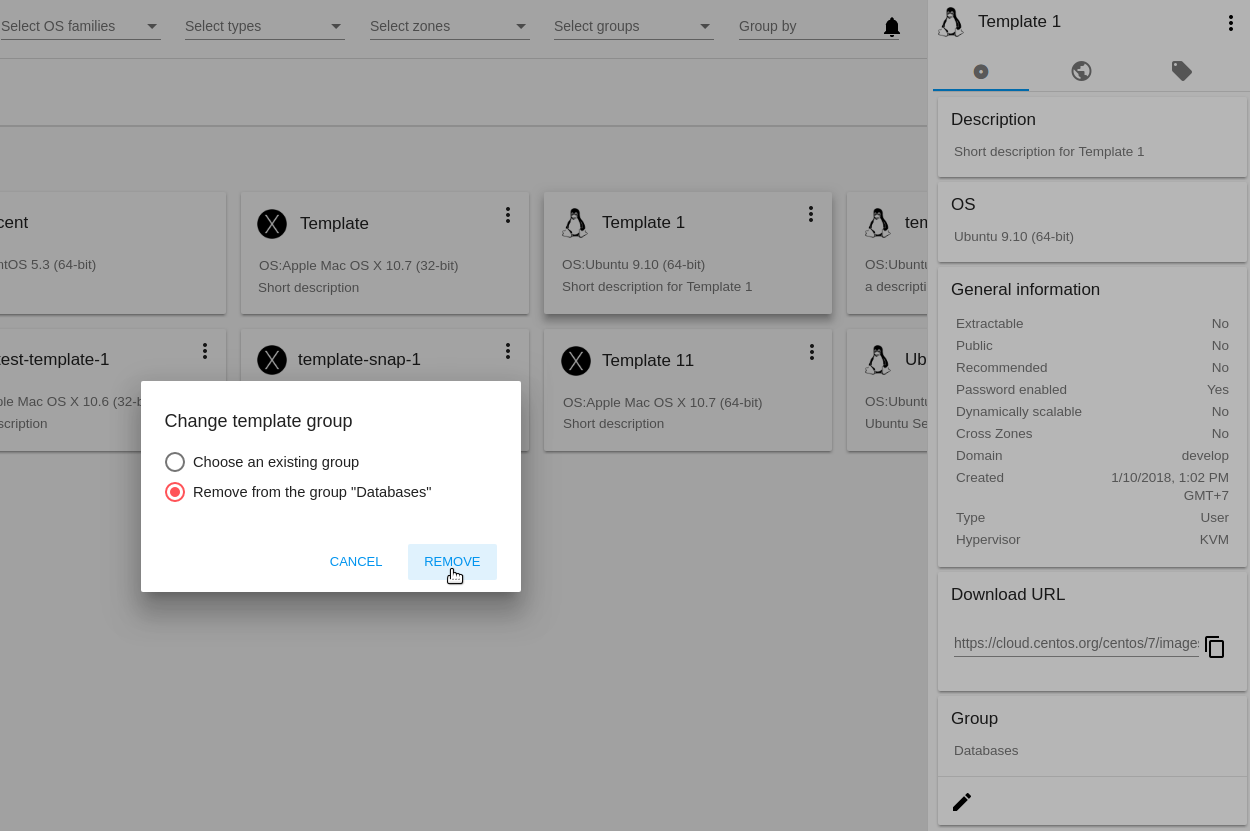 Select OS families
Select types
Select zones
Select groups
Group by
Template 1
cent
ntOS 5.3 (64-bit)
Template
OS:Apple Mac OS X 10.7 (32-bit)
Short description
Template 1
OS:Ubuntu 9.10 (64-bit)
Short description for Template 1
tem
OS:Ubuntu
a descripti
test-template-1
ple Mac OS X 10.6 (32-b
scription
template-snap-1
Template 11
OS:Apple Mac OS X 10.7 (64-bit)
Short description
Ub
OS:Ubuntu
Ubuntu Se
Change template group
Choose an existing group
Remove from the group "Databases"
CANCEL
REMOVE
Description
Short description for Template 1
OS
Ubuntu 9.10 (64-bit)
General information
Extractable No
Public No
Recommended No
Password enabled Yes
Dynamically scalable No
Cross Zones No
Domain develop
Created 1/10/2018, 1:02 PM
GMT+7
Type User
Hypervisor KVM
Download URL
https://cloud.centos.org/centos/7/images
Group
Databases